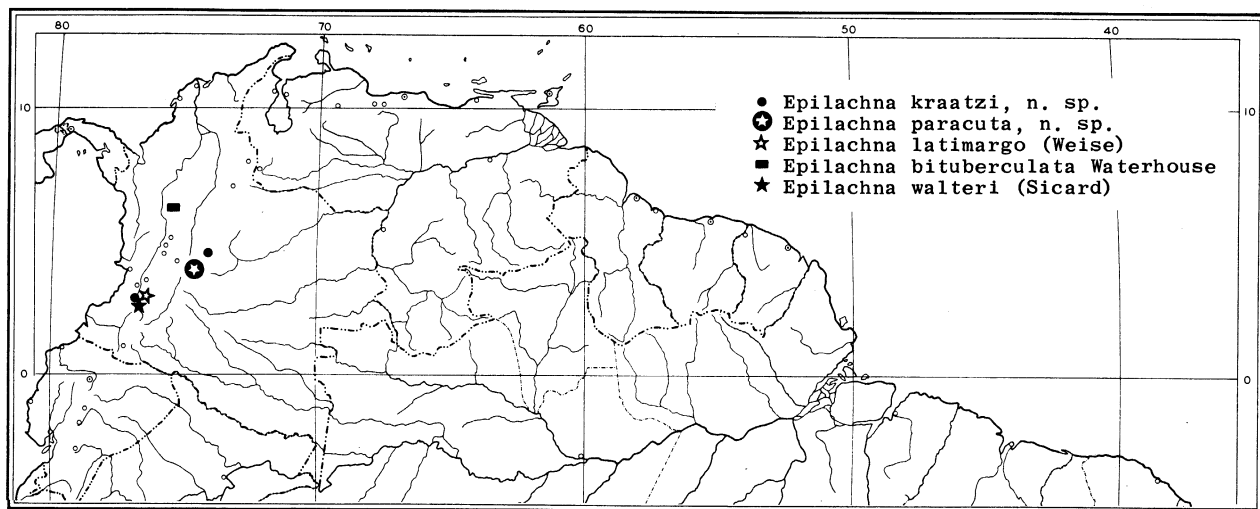 80 70 60 50 40
10 10
● Epilachna kraatzi, n. sp.
✪ Epilachna paracuta, n. sp.
☆ Epilachna latimargo (Weise)
▬ Epilachna bituberculata Waterhouse
★ Epilachna walteri (Sicard)
0 0